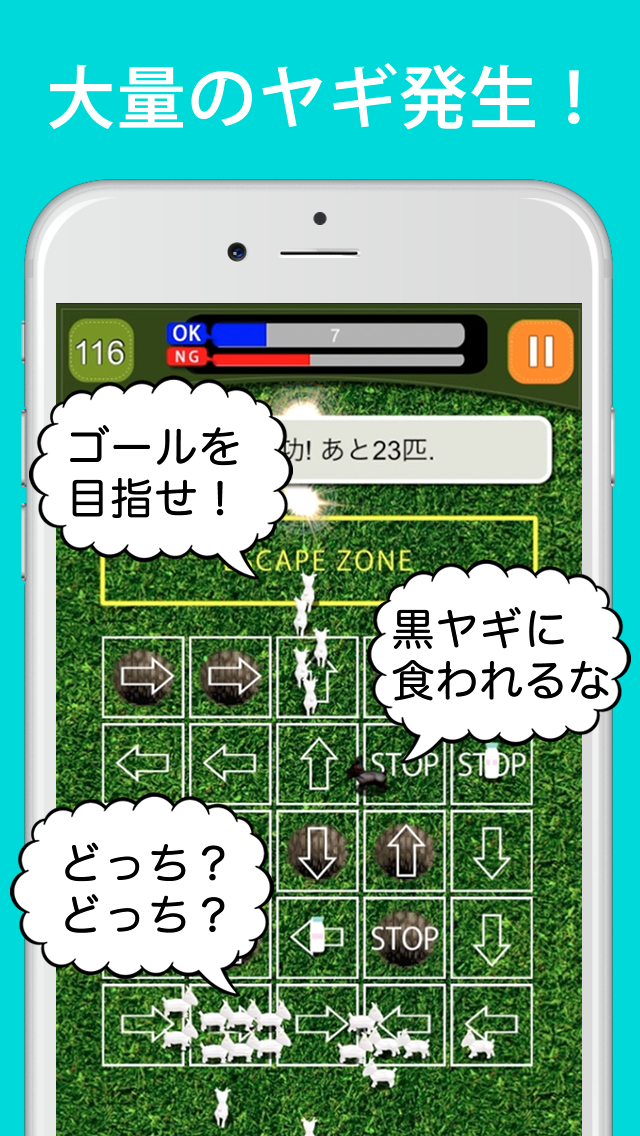 大量のヤギ発生！
116
OK
7
NG
ゴールを
目指せ！
功! あと23匹.
CAPE ZONE
黒ヤギに
食われるな
STOP
STOP
どっち？
どっち？
STOP